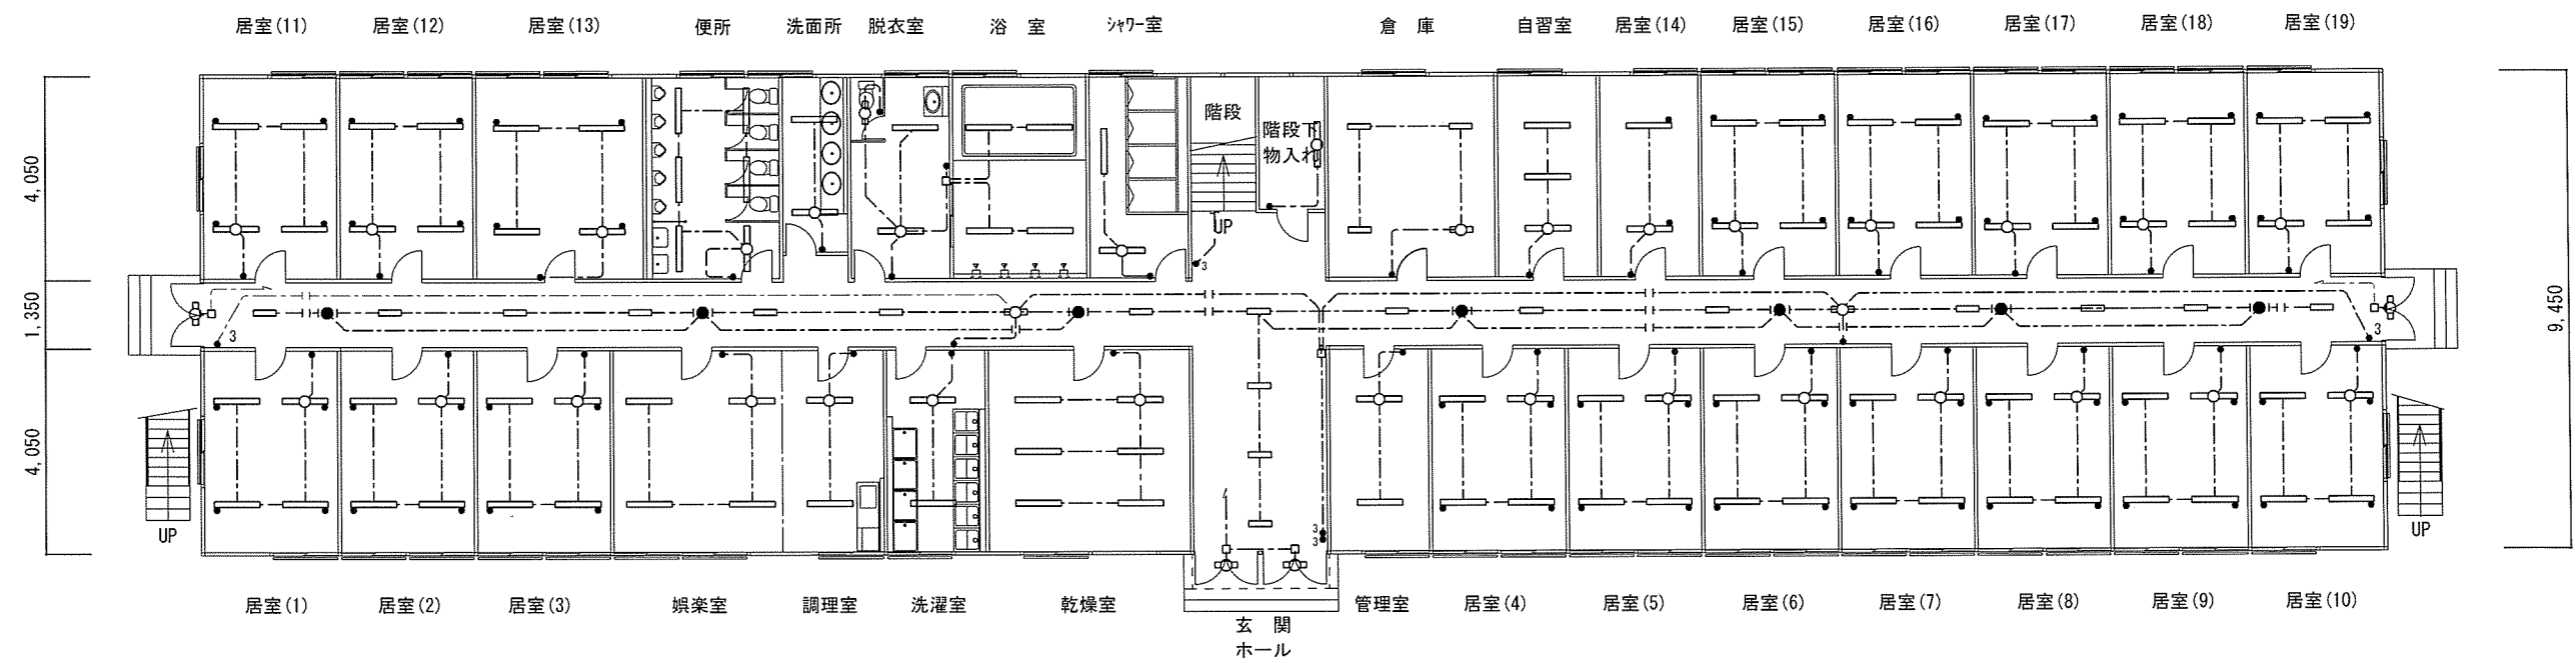 居室(11)
居室(12)
居室(13)
便所
洗面所
脱衣室
浴 室
ｼｬﾜｰ室
倉 庫
自習室
居室(14)
居室(15)
居室(16)
居室(17)
居室(18)
居室(19)
4,050
1,350
4,050
9,450
階段
階段下
物入れ
UP
3
3
3
3
3
UP
UP
居室(1)
居室(2)
居室(3)
娯楽室
調理室
洗濯室
乾燥室
玄 関
ホール
管理室
居室(4)
居室(5)
居室(6)
居室(7)
居室(8)
居室(9)
居室(10)